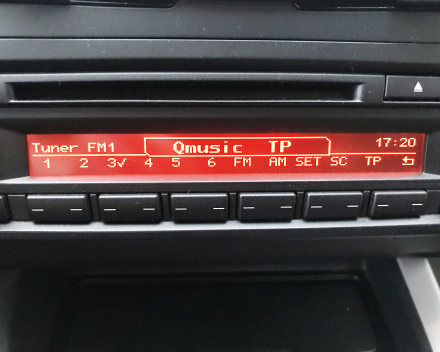 Tuner FM1 Qmusic TP 17:20
1 2 3✓ 4 5 6 FM AM SET SC TP